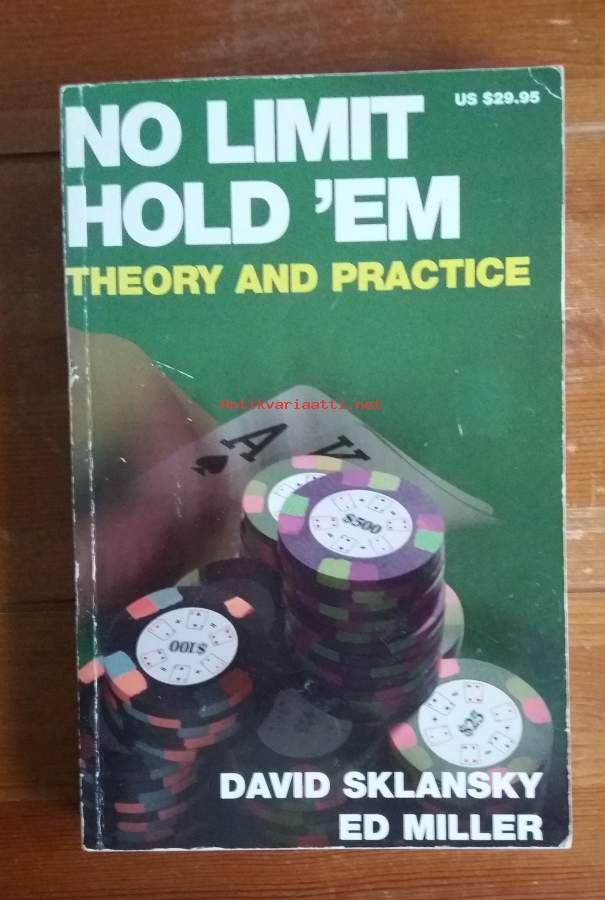 US $29.95
NO LIMIT
HOLD 'EM
THEORY AND PRACTICE
Antikvariaatti.net
A
$500
$100
$25
DAVID SKLANSKY
ED MILLER